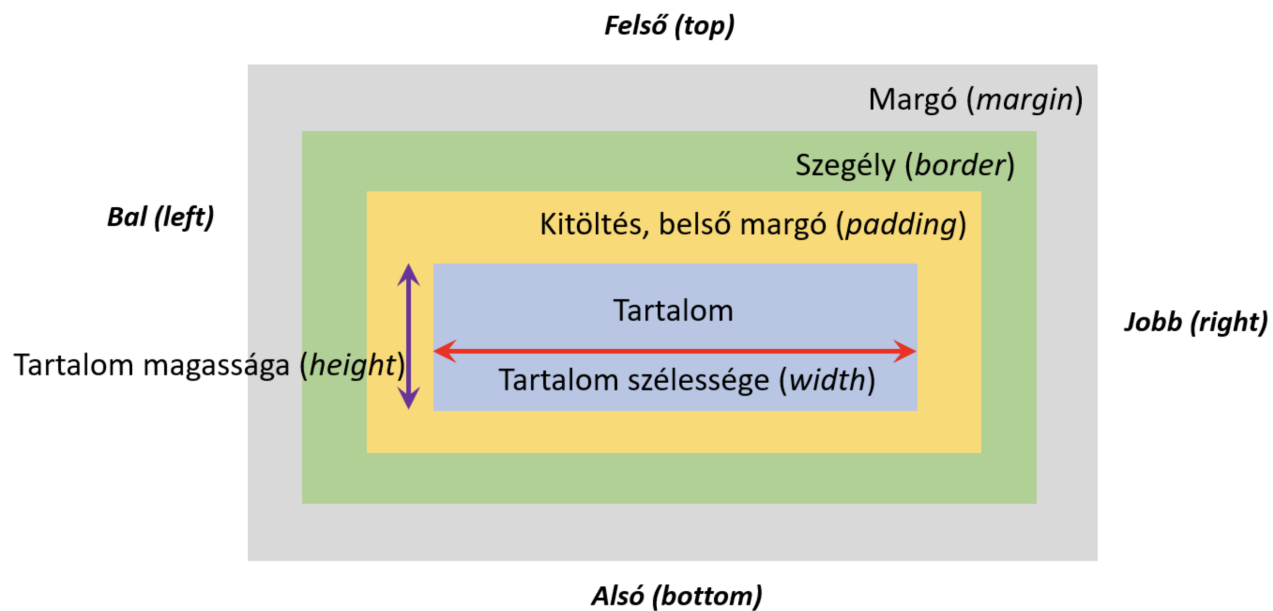 Felső (top)
Margó (margin)
Szegély (border)
Bal (left)
Kitöltés, belső margó (padding)
Tartalom
Jobb (right)
Tartalom magassága (height)
Tartalom szélessége (width)
Alsó (bottom)